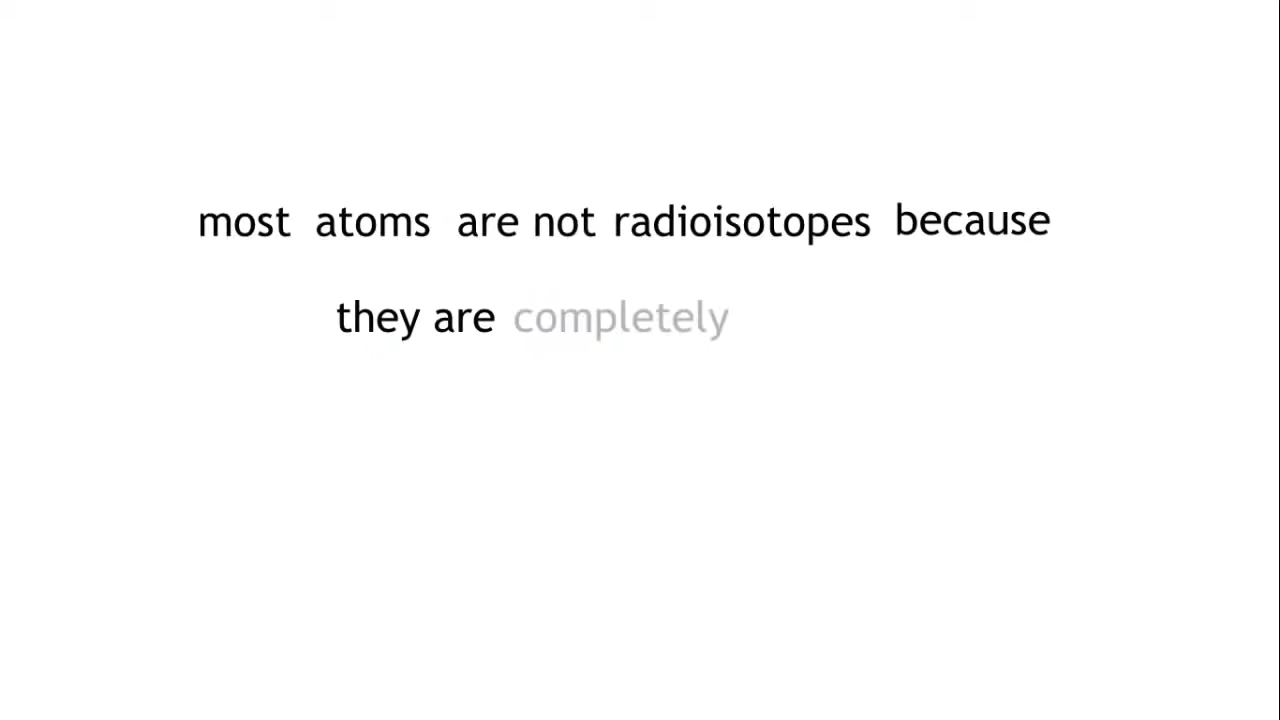 most atoms are not radioisotopes because
they are completely